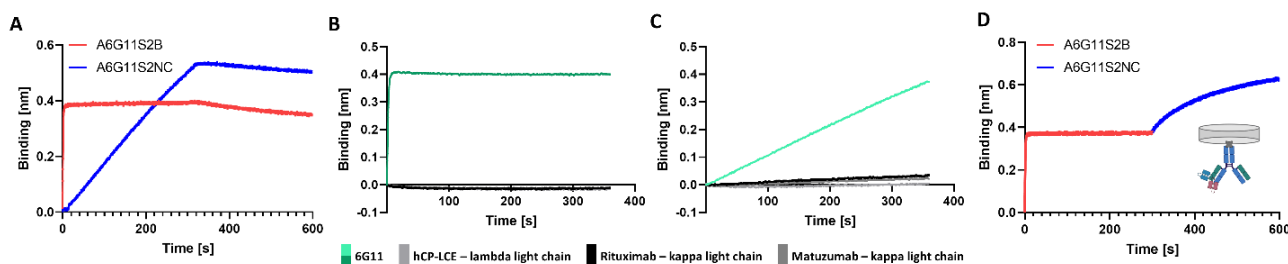 A
A6G11S2B
A6G11S2NC
Binding [nm]
0.6
0.4
0.2
0.0
0 200 400 600
Time [s]
B
Binding [nm]
0.5
0.4
0.3
0.2
0.1
0.0
-0.1
100 200 300 400
Time [s]
C
Binding [nm]
0.5
0.4
0.3
0.2
0.1
0.0
-0.1
100 200 300 400
Time [s]
D
A6G11S2B
A6G11S2NC
Binding [nm]
0.8
0.6
0.4
0.2
0.0
0 200 400 600
Time [s]
6G11 hCP-LCE – lambda light chain Rituximab – kappa light chain Matuzumab – kappa light chain